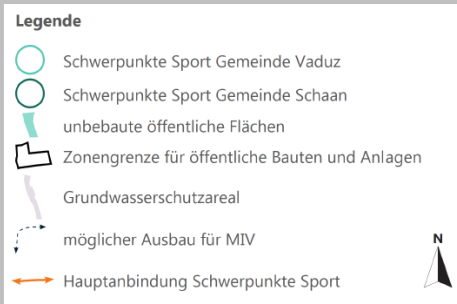 Legende
Schwerpunkte Sport Gemeinde Vaduz
Schwerpunkte Sport Gemeinde Schaan
unbebaute öffentliche Flächen
Zonengrenze für öffentliche Bauten und Anlagen
Grundwasserschutzareal
möglicher Ausbau für MIV
N
Hauptanbindung Schwerpunkte Sport